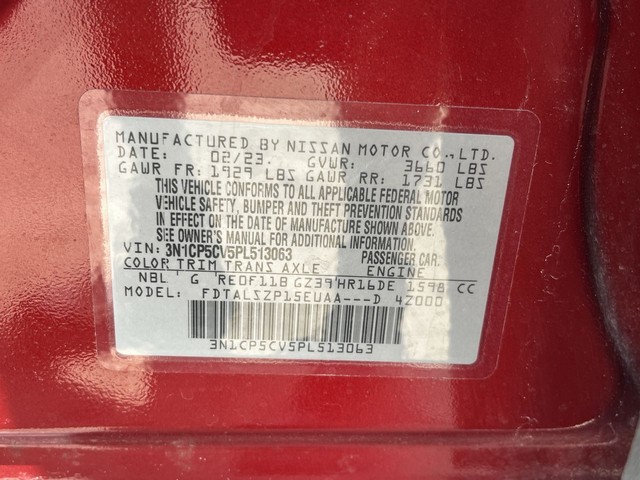 MANUFACTURED BY NISSAN MOTOR CO., LTD.
DATE: 02/23. GVWR: 3660 LBS
GAWR FR: 1929 LBS GAWR RR: 1731 LBS
THIS VEHICLE CONFORMS TO ALL APPLICABLE FEDERAL MOTOR
VEHICLE SAFETY, BUMPER AND THEFT PREVENTION STANDARDS
IN EFFECT ON THE DATE OF MANUFACTURE SHOWN ABOVE.
SEE OWNER'S MANUAL FOR ADDITIONAL INFORMATION.
VIN: 3N1CP5CV5PL513063 PASSENGER CAR.
COLOR TRIM TRANS AXLE ENGINE
NBL G RE0F11B GZ39 HR16DE 1598 CC
MODEL: FDTALSZP15EUAA---D 4Z000
3N1CP5CV5PL513063